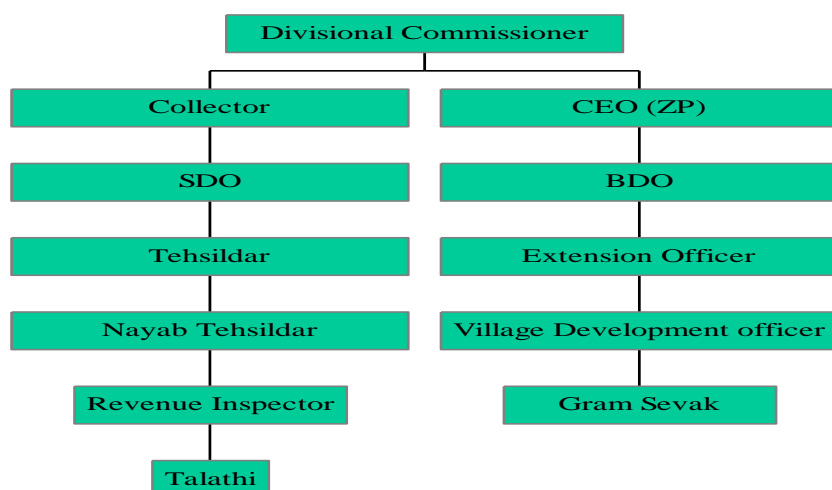 Divisional Commissioner
Collector
CEO (ZP)
SDO
BDO
Tehsildar
Extension Officer
Nayab Tehsildar
Village Development officer
Revenue Inspector
Gram Sevak
Talathi